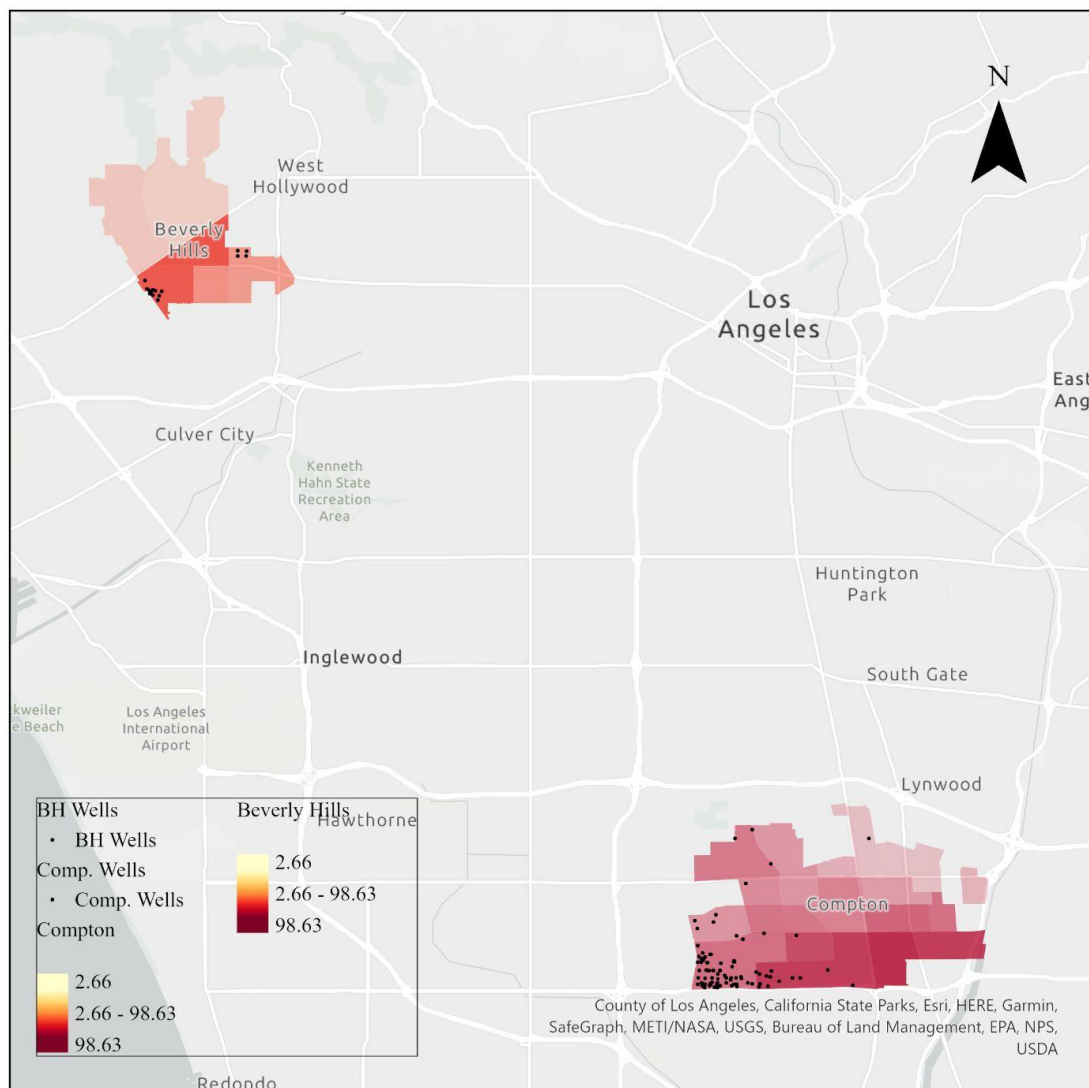 N
West
Hollywood
Beverly
Hills
Los
Angeles
East
Ang
Culver City
Kenneth
Hahn State
Recreation
Area
Huntington
Park
Inglewood
South Gate
kweiler
e Beach
Los Angeles
International
Airport
Lynwood
Hawthorne
Compton
BH Wells
BH Wells
Comp. Wells
Comp. Wells
Compton
2.66
2.66 - 98.63
98.63
Beverly Hills
2.66
2.66 - 98.63
98.63
County of Los Angeles, California State Parks, Esri, HERE, Garmin,
SafeGraph, METI/NASA, USGS, Bureau of Land Management, EPA, NPS,
USDA
Redondo